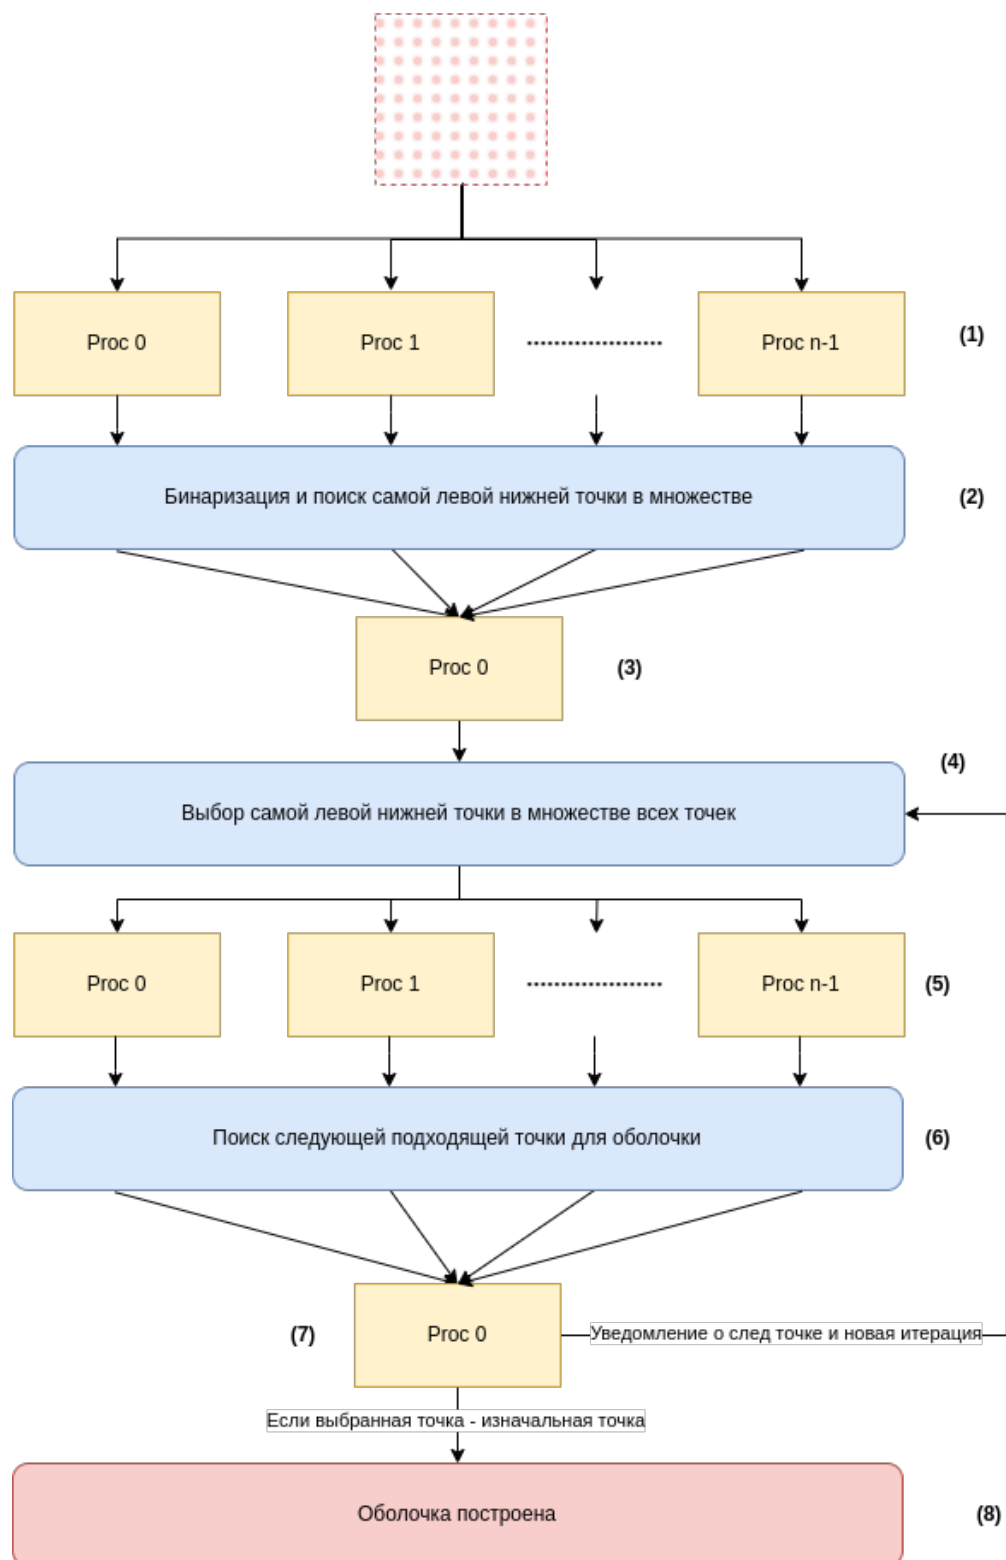 Proc 0
Proc 1
Proc n-1
(1)
Бинаризация и поиск самой левой нижней точки в множестве
(2)
Proc 0
(3)
(4)
Выбор самой левой нижней точки в множестве всех точек
Proc 0
Proc 1
Proc n-1
(5)
Поиск следующей подходящей точки для оболочки
(6)
(7)
Proc 0
Уведомление о след точке и новая итерация
Если выбранная точка - изначальная точка
Оболочка построена
(8)